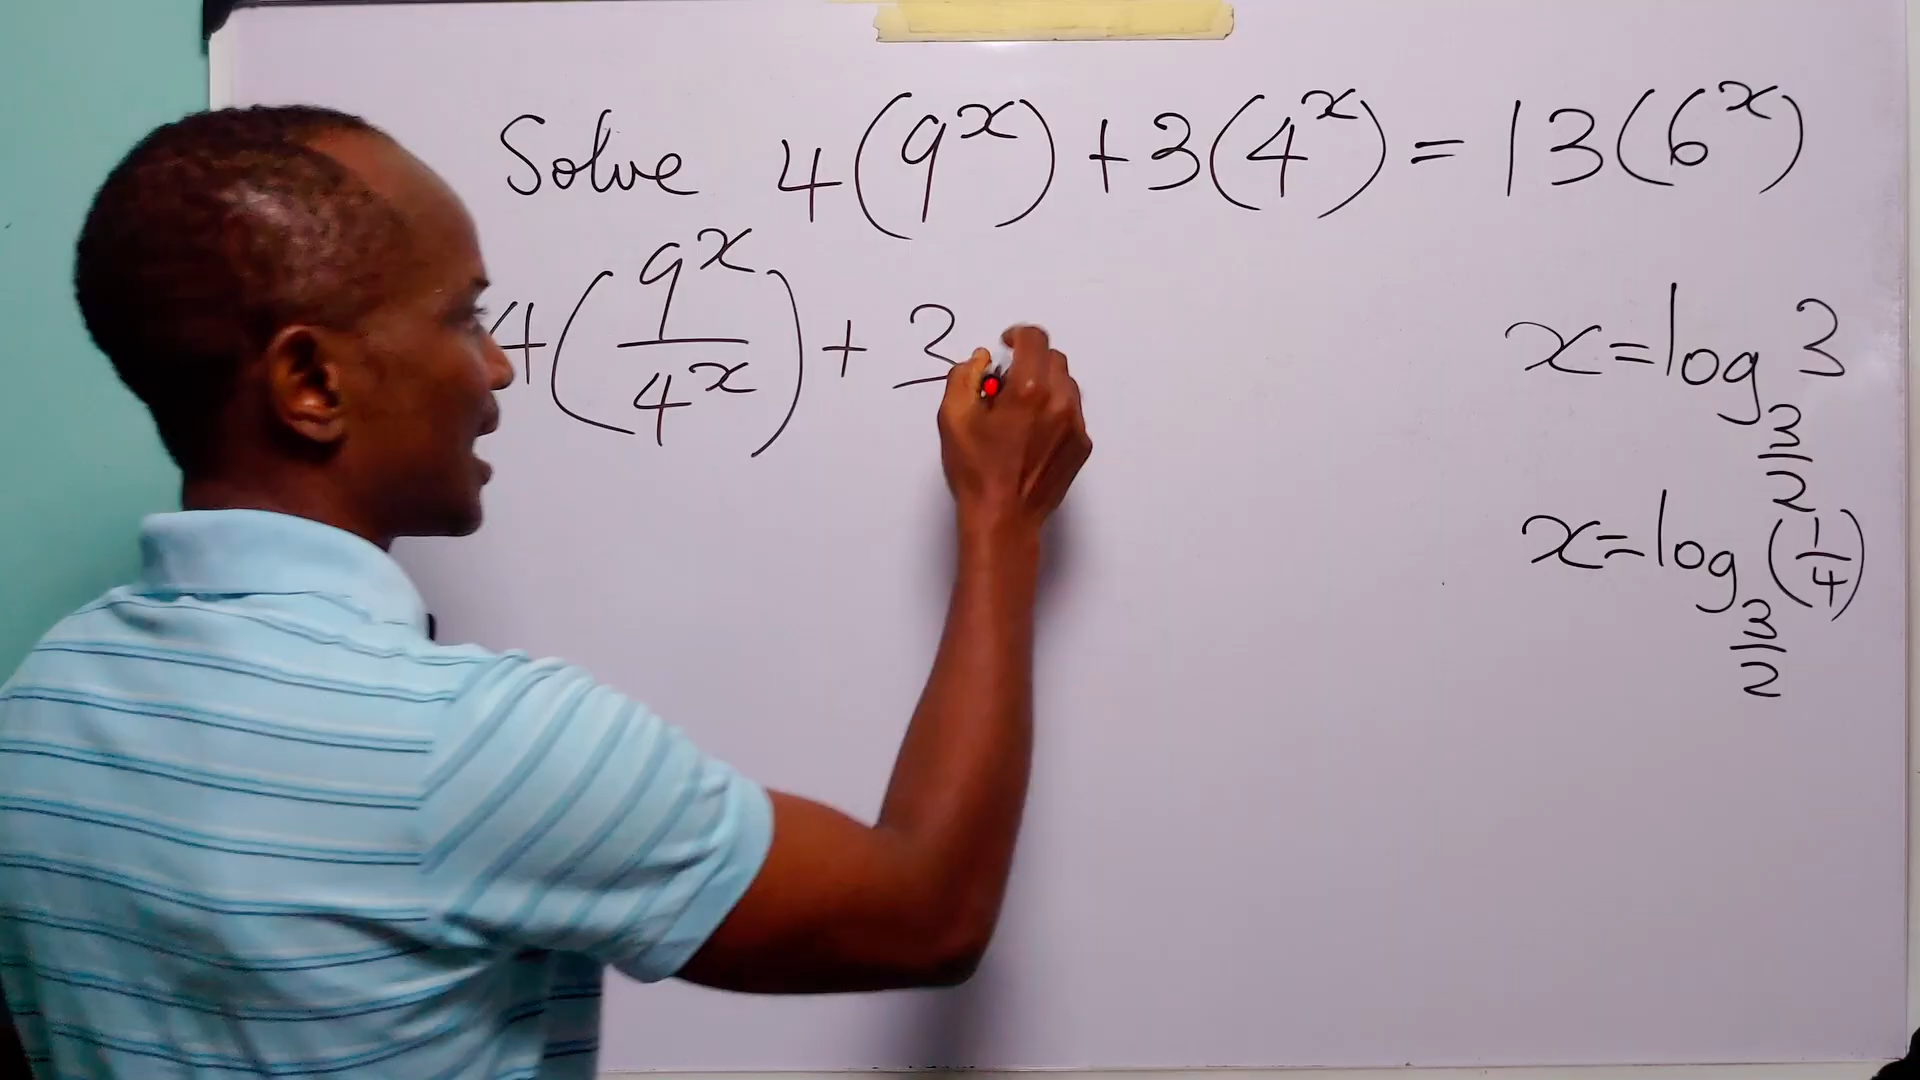 Solve 4(9^x) + 3(4^x) = 13(6^x)
4(9^x/4^x) + 3
x = log_{3/2} 3
x = log_{3/2} (1/4)